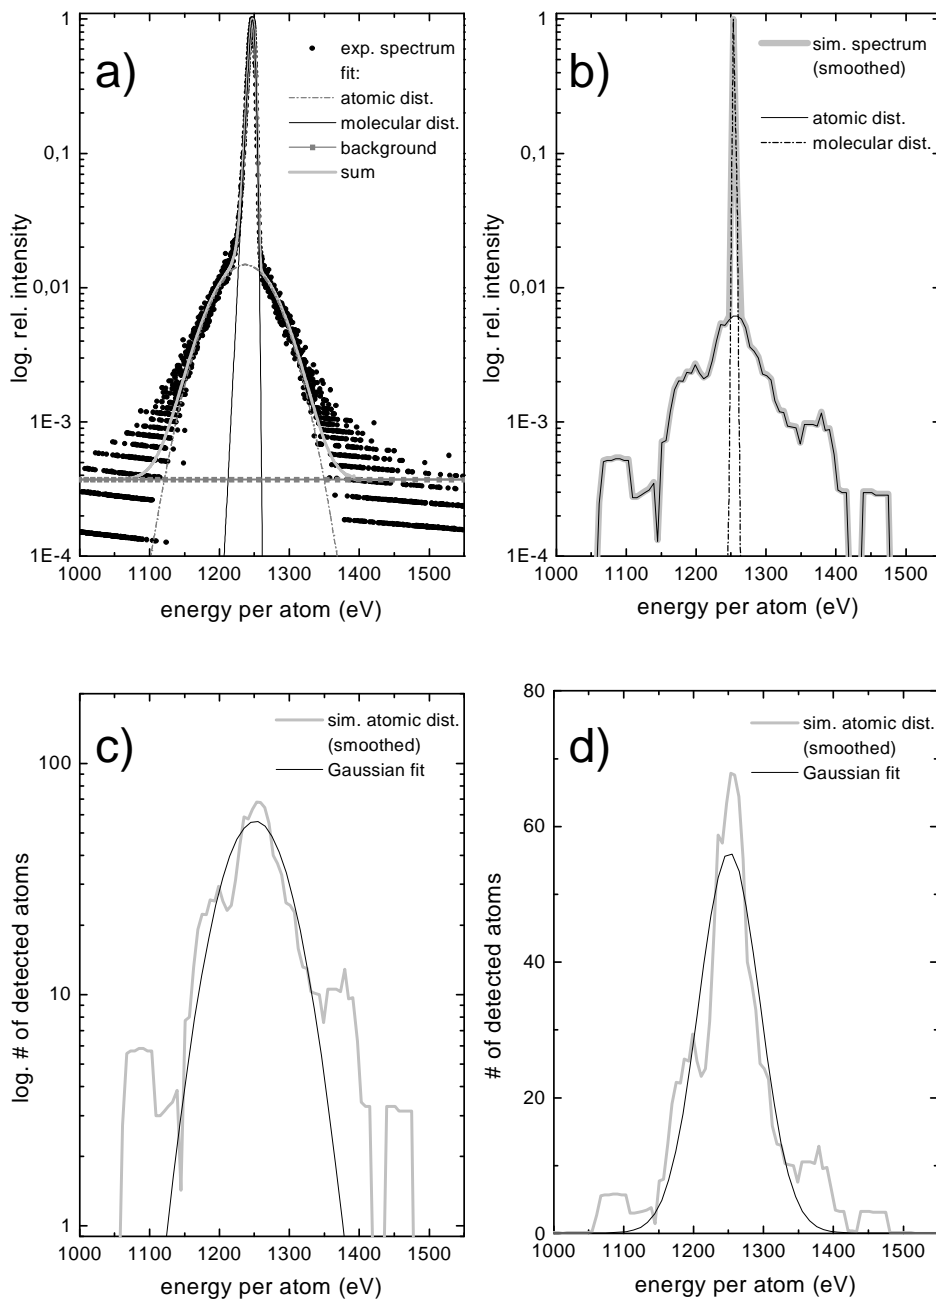 a)
exp. spectrum
fit:
atomic dist.
molecular dist.
background
sum
1
0,1
0,01
1E-3
1E-4
log. rel. intensity
1000 1100 1200 1300 1400 1500
energy per atom (eV)
b)
sim. spectrum
(smoothed)
atomic dist.
molecular dist.
1
0,1
0,01
1E-3
1E-4
log. rel. intensity
1000 1100 1200 1300 1400 1500
energy per atom (eV)
c)
sim. atomic dist.
(smoothed)
Gaussian fit
100
10
1
log. # of detected atoms
1000 1100 1200 1300 1400 1500
energy per atom (eV)
d)
sim. atomic dist.
(smoothed)
Gaussian fit
80
60
40
20
0
# of detected atoms
1000 1100 1200 1300 1400 1500
energy per atom (eV)